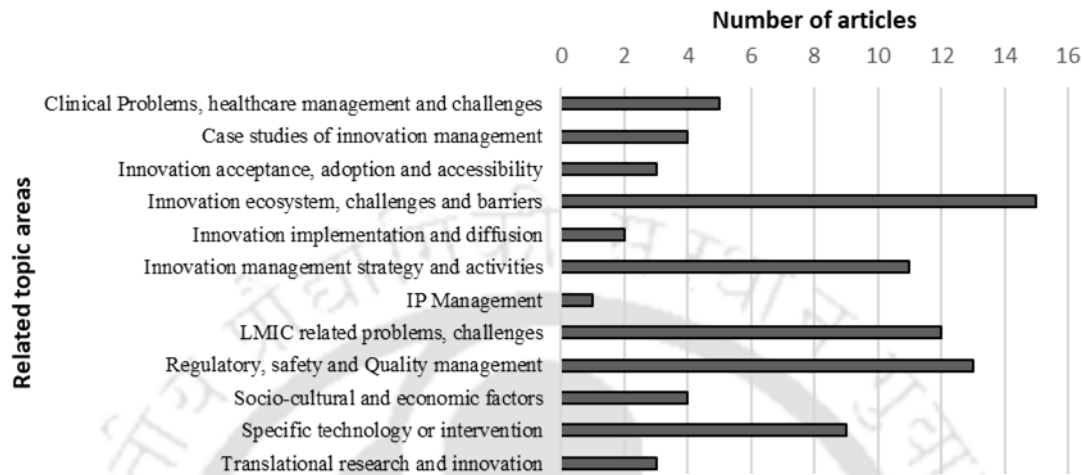 Number of articles
0 2 4 6 8 10 12 14 16
Related topic areas
Clinical Problems, healthcare management and challenges
Case studies of innovation management
Innovation acceptance, adoption and accessibility
Innovation ecosystem, challenges and barriers
Innovation implementation and diffusion
Innovation management strategy and activities
IP Management
LMIC related problems, challenges
Regulatory, safety and Quality management
Socio-cultural and economic factors
Specific technology or intervention
Translational research and innovation